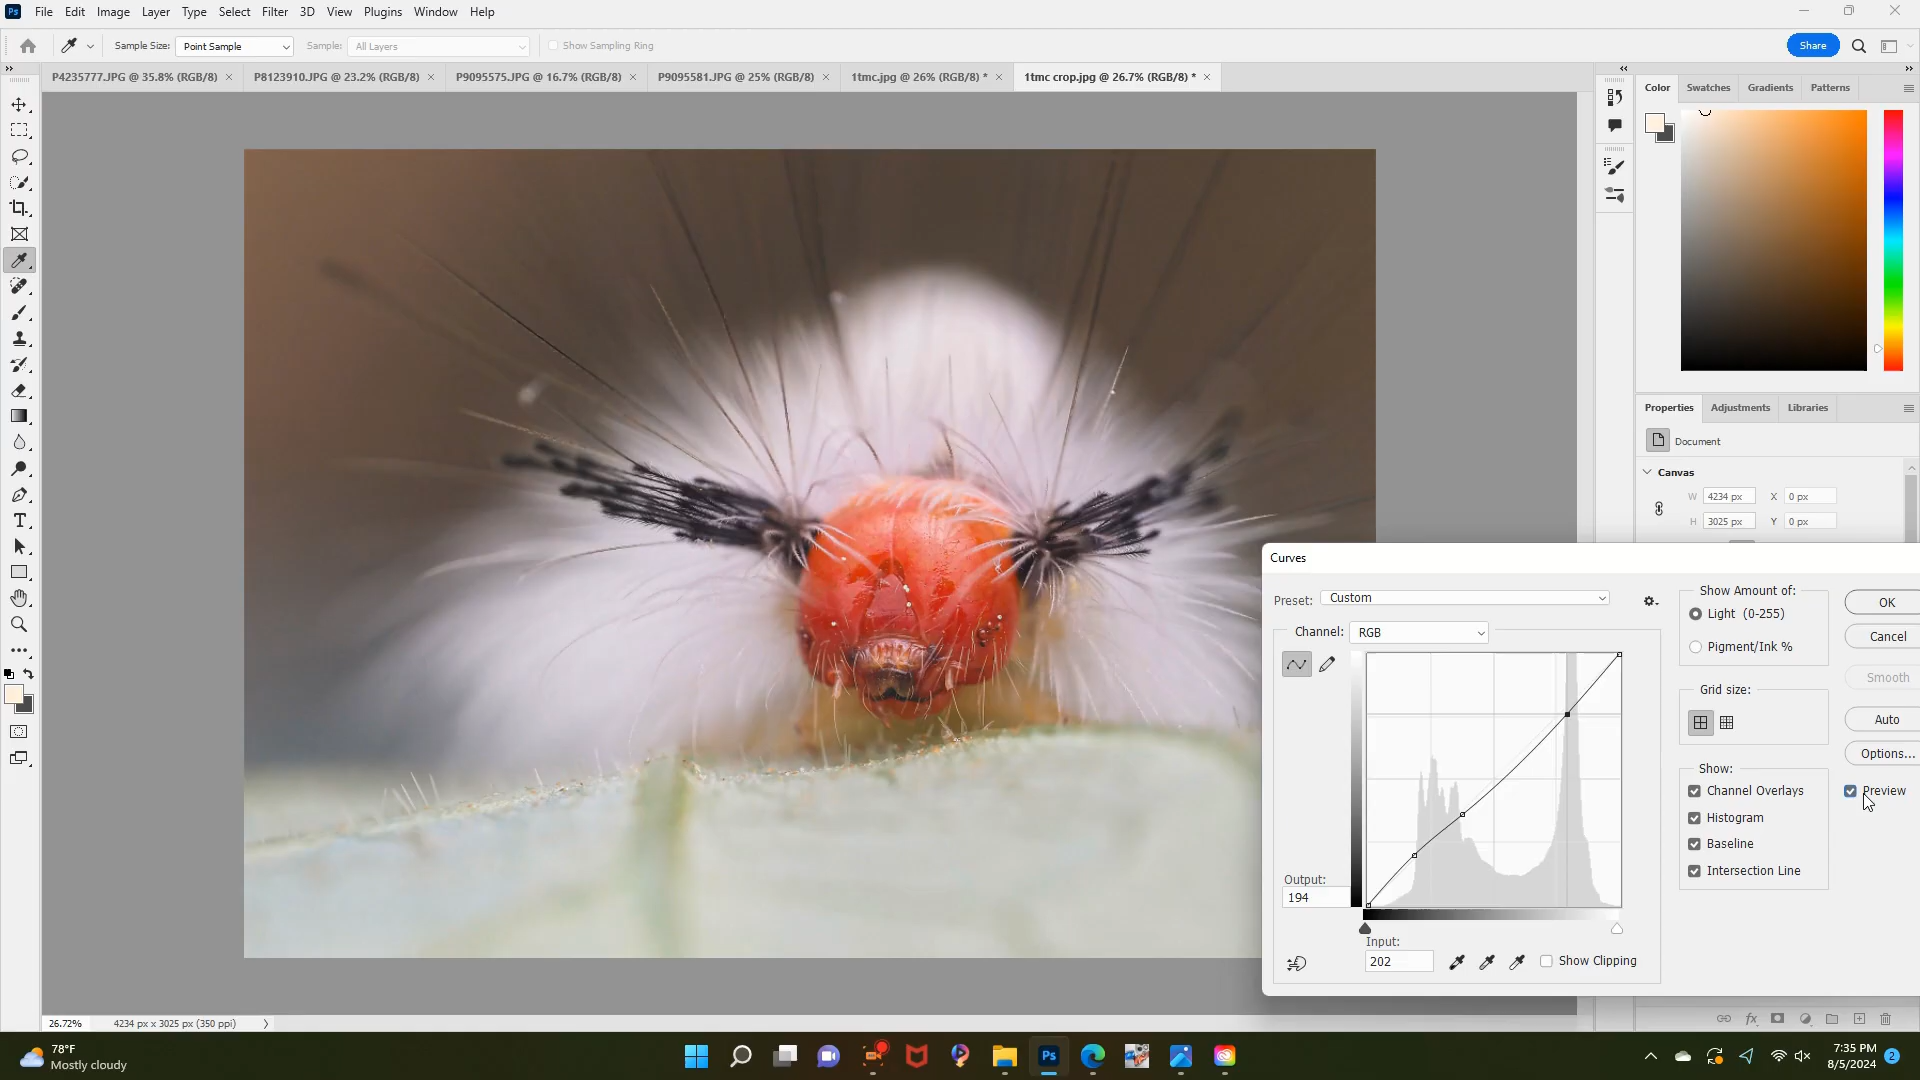 Ps File Edit Image Layer Type Select Filter 3D View Plugins Window Help
Sample Size: Point Sample Sample: All Layers Show Sampling Ring Share
P4235777.JPG @ 35.8% (RGB/8) × P8123910.JPG @ 23.2% (RGB/8) × P9095575.JPG @ 16.7% (RGB/8) × P9095581.JPG @ 25% (RGB/8) × 1tmc.jpg @ 26% (RGB/8) * × 1tmc crop.jpg @ 26.7% (RGB/8) * ×
Color Swatches Gradients Patterns
Properties Adjustments Libraries
Document
Canvas
W 4234 px X 0 px
H 3025 px Y 0 px
Curves
Preset: Custom
Channel: RGB
Output:
194
Input:
202
Show Clipping
Show Amount of:
Light (0-255)
Pigment/Ink %
Grid size:
Show:
Channel Overlays
Histogram
Baseline
Intersection Line
OK
Cancel
Smooth
Auto
Options...
Preview
26.72% 4234 px x 3025 px (350 ppi)
78°F
Mostly cloudy
Ps
7:35 PM
8/5/2024
2